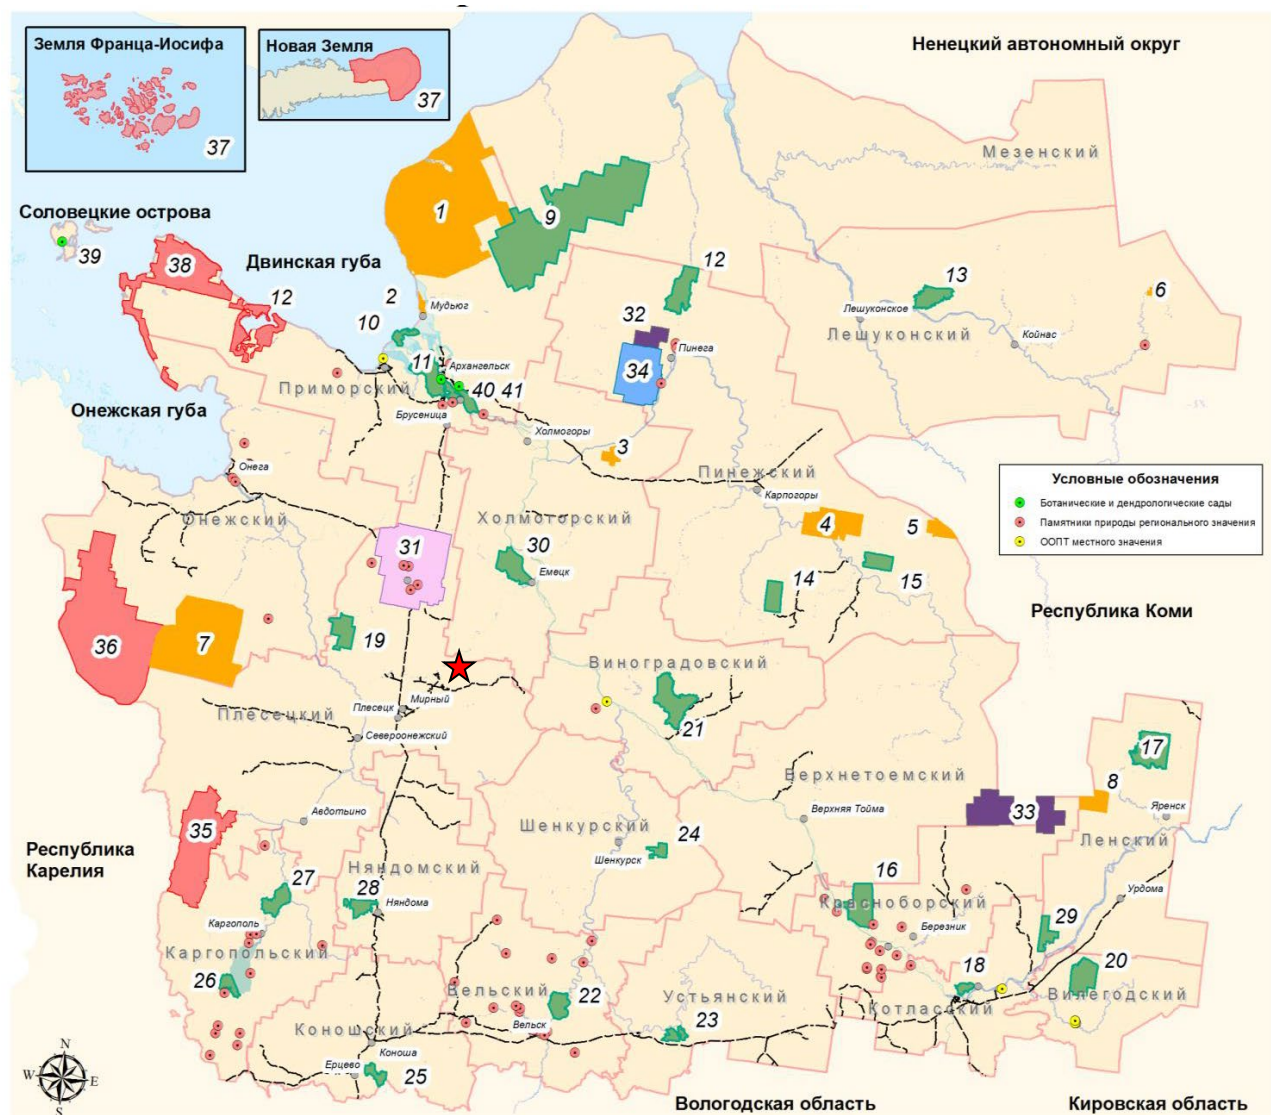 Земля Франца-Иосифа
37
Новая Земля
37
Ненецкий автономный округ
Мезенский
Соловецкие острова
39
38
12
Двинская губа
1
9
2
Мудьюг
10
12
32
Пинега
34
13
6
Лешуконское
Лешуконский
Койнас
11
Архангельск
40 41
Приморский
Брусеница
Онежская губа
Холмогоры
3
Пинежский
Карпогоры
Онега
Онежский
Холмогорский
4
5
Условные обозначения
Ботанические и дендрологические сады
Памятники природы регионального значения
ООПТ местного значения
31
30
Емецк
14
15
Республика Коми
36
7
19
Виноградовский
21
Мирный
Плесецк
Плесецкий
Североонежский
17
8
Верхнетоемский
33
Яренск
Ленский
Верхняя Тойма
Авдотьино
35
Шенкурский
Шенкурск
24
Республика
Карелия
27
28
Няндомский
Няндома
16
Красноборский
Березник
Урдома
29
Каргополь
Каргопольский
26
Вельский
22
Вельск
Устьянский
23
18
Котласский
20
Вилегодский
Коношский
Коноша
Ерцево
25
N
W
E
S
Вологодская область
Кировская область